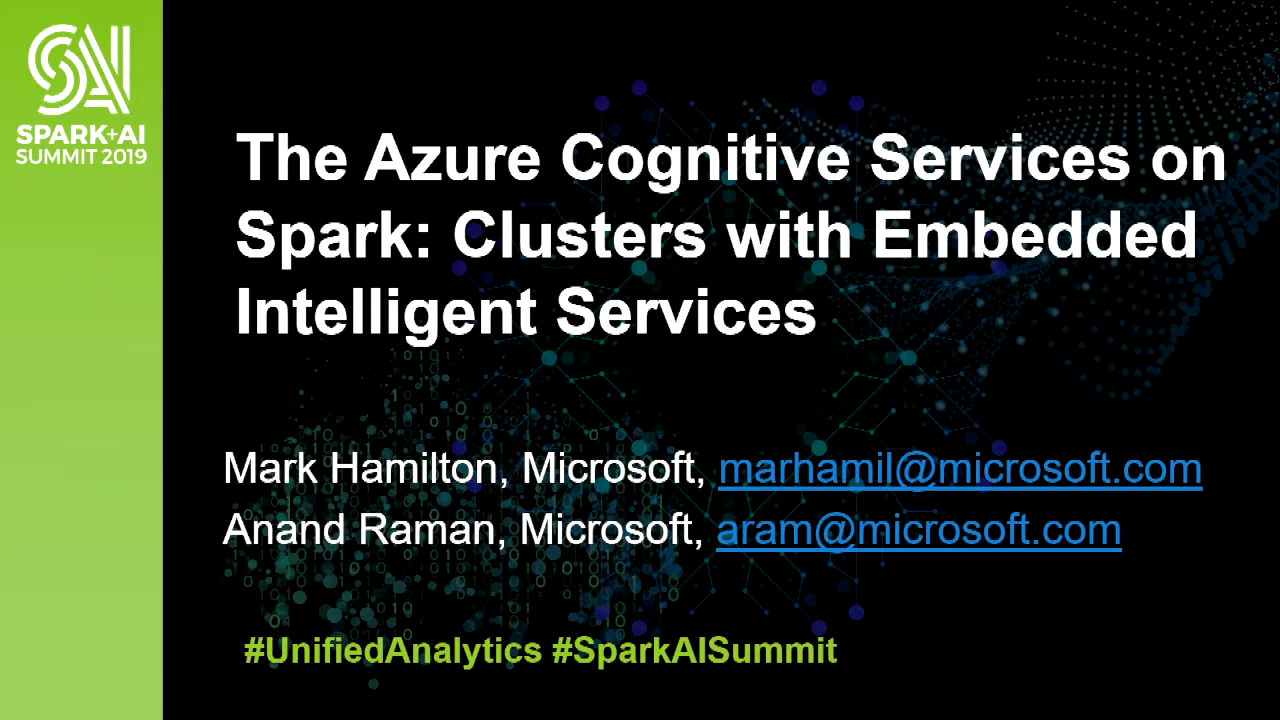 SPARK+AI
SUMMIT 2019
The Azure Cognitive Services on
Spark: Clusters with Embedded
Intelligent Services
Mark Hamilton, Microsoft, marhamil@microsoft.com
Anand Raman, Microsoft, aram@microsoft.com
#UnifiedAnalytics #SparkAISummit